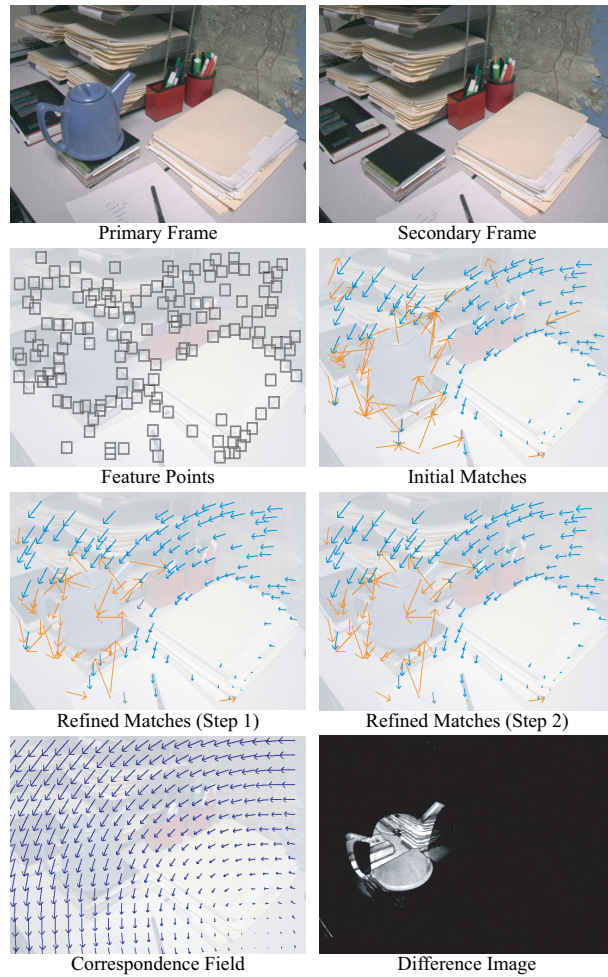 Primary Frame
Secondary Frame
Feature Points
Initial Matches
Refined Matches (Step 1)
Refined Matches (Step 2)
Correspondence Field
Difference Image